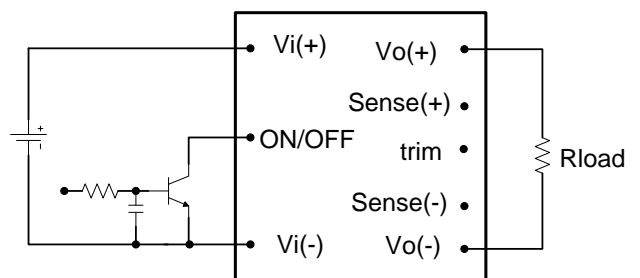 Vi(+)
Vo(+)
Sense(+)
ON/OFF
trim
Rload
Sense(-)
Vi(-)
Vo(-)
+
-